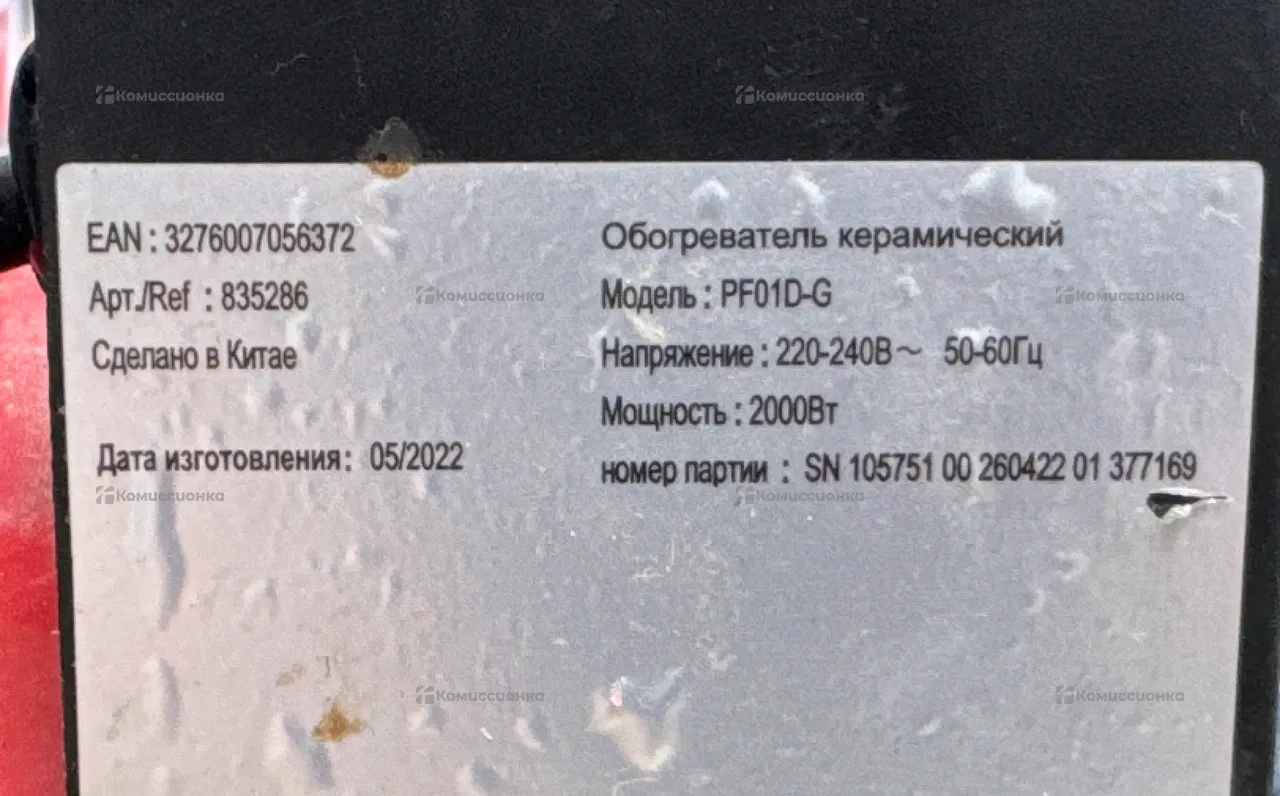 Комиссионка Комиссионка
EAN : 3276007056372
Арт./Ref : 835286
Сделано в Китае
Дата изготовления: 05/2022
Обогреватель керамический
Модель : PF01D-G
Напряжение : 220-240В～ 50-60Гц
Мощность : 2000Вт
номер партии : SN 105751 00 260422 01 377169
Комиссионка Комиссионка
Комиссионка Комиссионка
Комиссионка Комиссионка